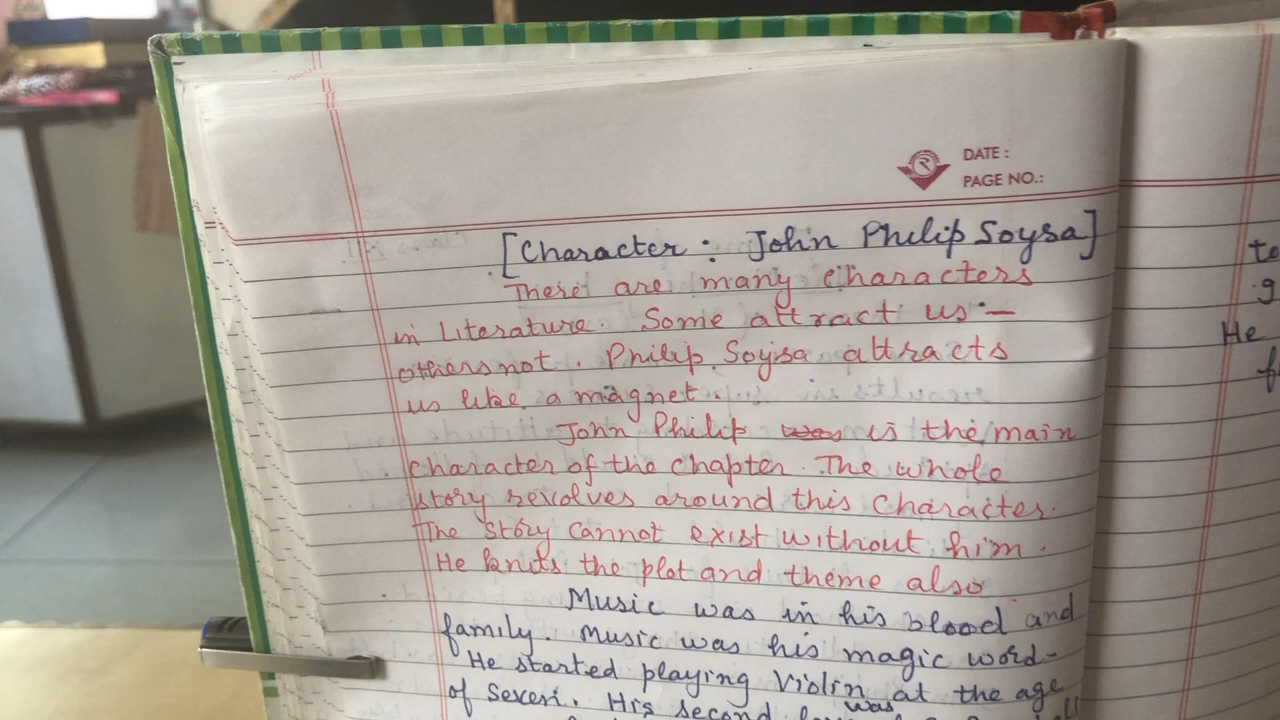 DATE :
PAGE NO.:
[Character : John Philip Soysa]
There are many characters
in Literature. Some attract us –
others not. Philip Soysa attracts
us like a magnet.
John Philip was is the main
character of the chapter. The whole
story revolves around this character.
The story cannot exist without him.
He knits the plot and theme also
Music was in his blood and
family. Music was his magic word-
He started playing Violin at the age
of seven. His second was
to
g
He